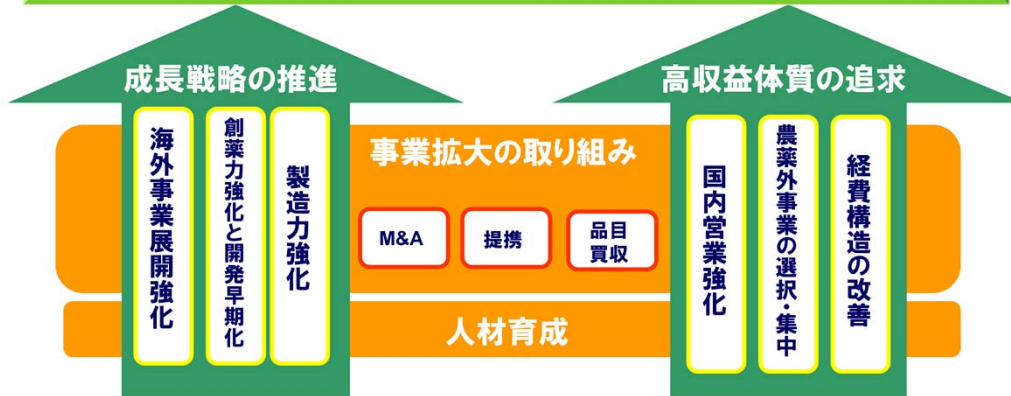 成長戦略の推進
海外事業展開強化
創薬力強化と開発早期化
製造力強化
事業拡大の取り組み
M&A
提携
品目
買収
人材育成
高収益体質の追求
国内営業強化
農薬外事業の選択・集中
経費構造の改善